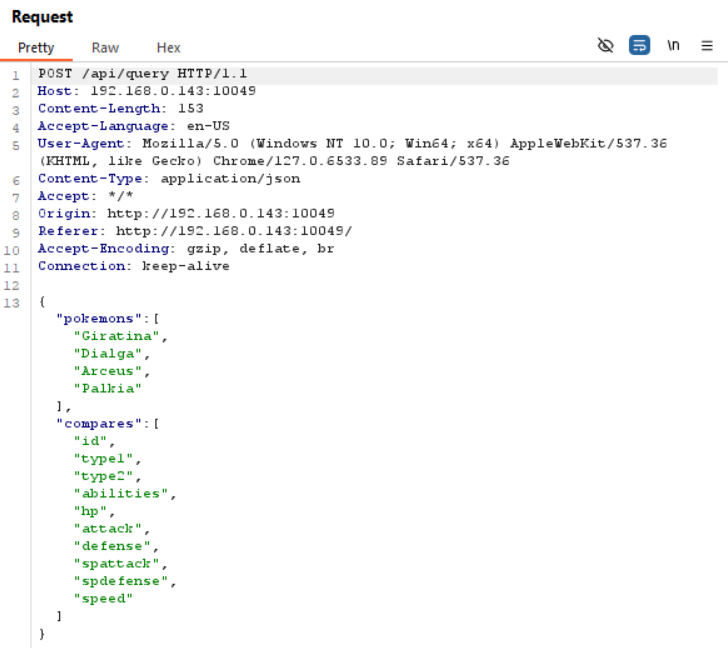 Request
Pretty Raw Hex \n
1 POST /api/query HTTP/1.1
2 Host: 192.168.0.143:10049
3 Content-Length: 153
4 Accept-Language: en-US
5 User-Agent: Mozilla/5.0 (Windows NT 10.0; Win64; x64) AppleWebKit/537.36
(KHTML, like Gecko) Chrome/127.0.6533.89 Safari/537.36
6 Content-Type: application/json
7 Accept: */*
8 Origin: http://192.168.0.143:10049
9 Referer: http://192.168.0.143:10049/
10 Accept-Encoding: gzip, deflate, br
11 Connection: keep-alive
12
13 {
"pokemons":[
"Giratina",
"Dialga",
"Arceus",
"Palkia"
],
"compares":[
"id",
"type1",
"type2",
"abilities",
"hp",
"attack",
"defense",
"spattack",
"spdefense",
"speed"
]
}